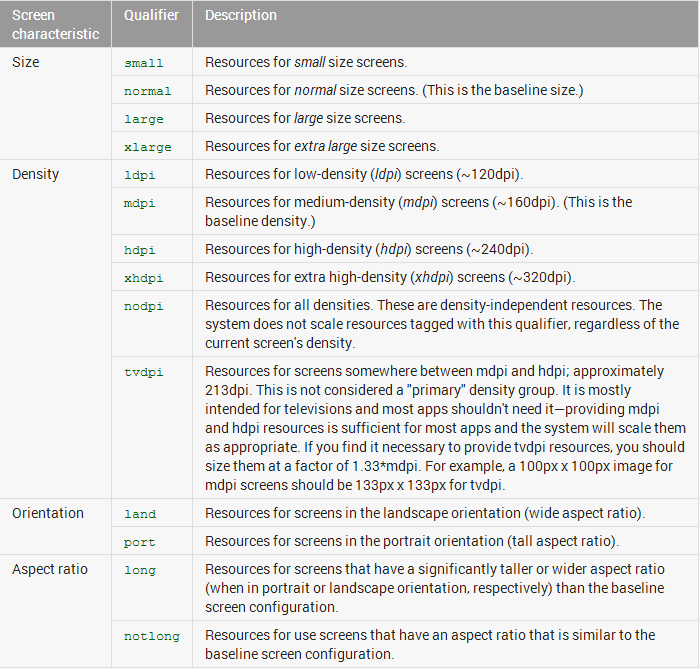 Screen characteristic Qualifier Description
Size small Resources for small size screens.
normal Resources for normal size screens. (This is the baseline size.)
large Resources for large size screens.
xlarge Resources for extra large size screens.
Density ldpi Resources for low-density (ldpi) screens (~120dpi).
mdpi Resources for medium-density (mdpi) screens (~160dpi). (This is the
baseline density.)
hdpi Resources for high-density (hdpi) screens (~240dpi).
xhdpi Resources for extra high-density (xhdpi) screens (~320dpi).
nodpi Resources for all densities. These are density-independent resources. The
system does not scale resources tagged with this qualifier, regardless of the
current screen's density.
tvdpi Resources for screens somewhere between mdpi and hdpi; approximately
213dpi. This is not considered a "primary" density group. It is mostly
intended for televisions and most apps shouldn't need it—providing mdpi
and hdpi resources is sufficient for most apps and the system will scale them
as appropriate. If you find it necessary to provide tvdpi resources, you should
size them at a factor of 1.33*mdpi. For example, a 100px x 100px image for
mdpi screens should be 133px x 133px for tvdpi.
Orientation land Resources for screens in the landscape orientation (wide aspect ratio).
port Resources for screens in the portrait orientation (tall aspect ratio).
Aspect ratio long Resources for screens that have a significantly taller or wider aspect ratio
(when in portrait or landscape orientation, respectively) than the baseline
screen configuration.
notlong Resources for use screens that have an aspect ratio that is similar to the
baseline screen configuration.